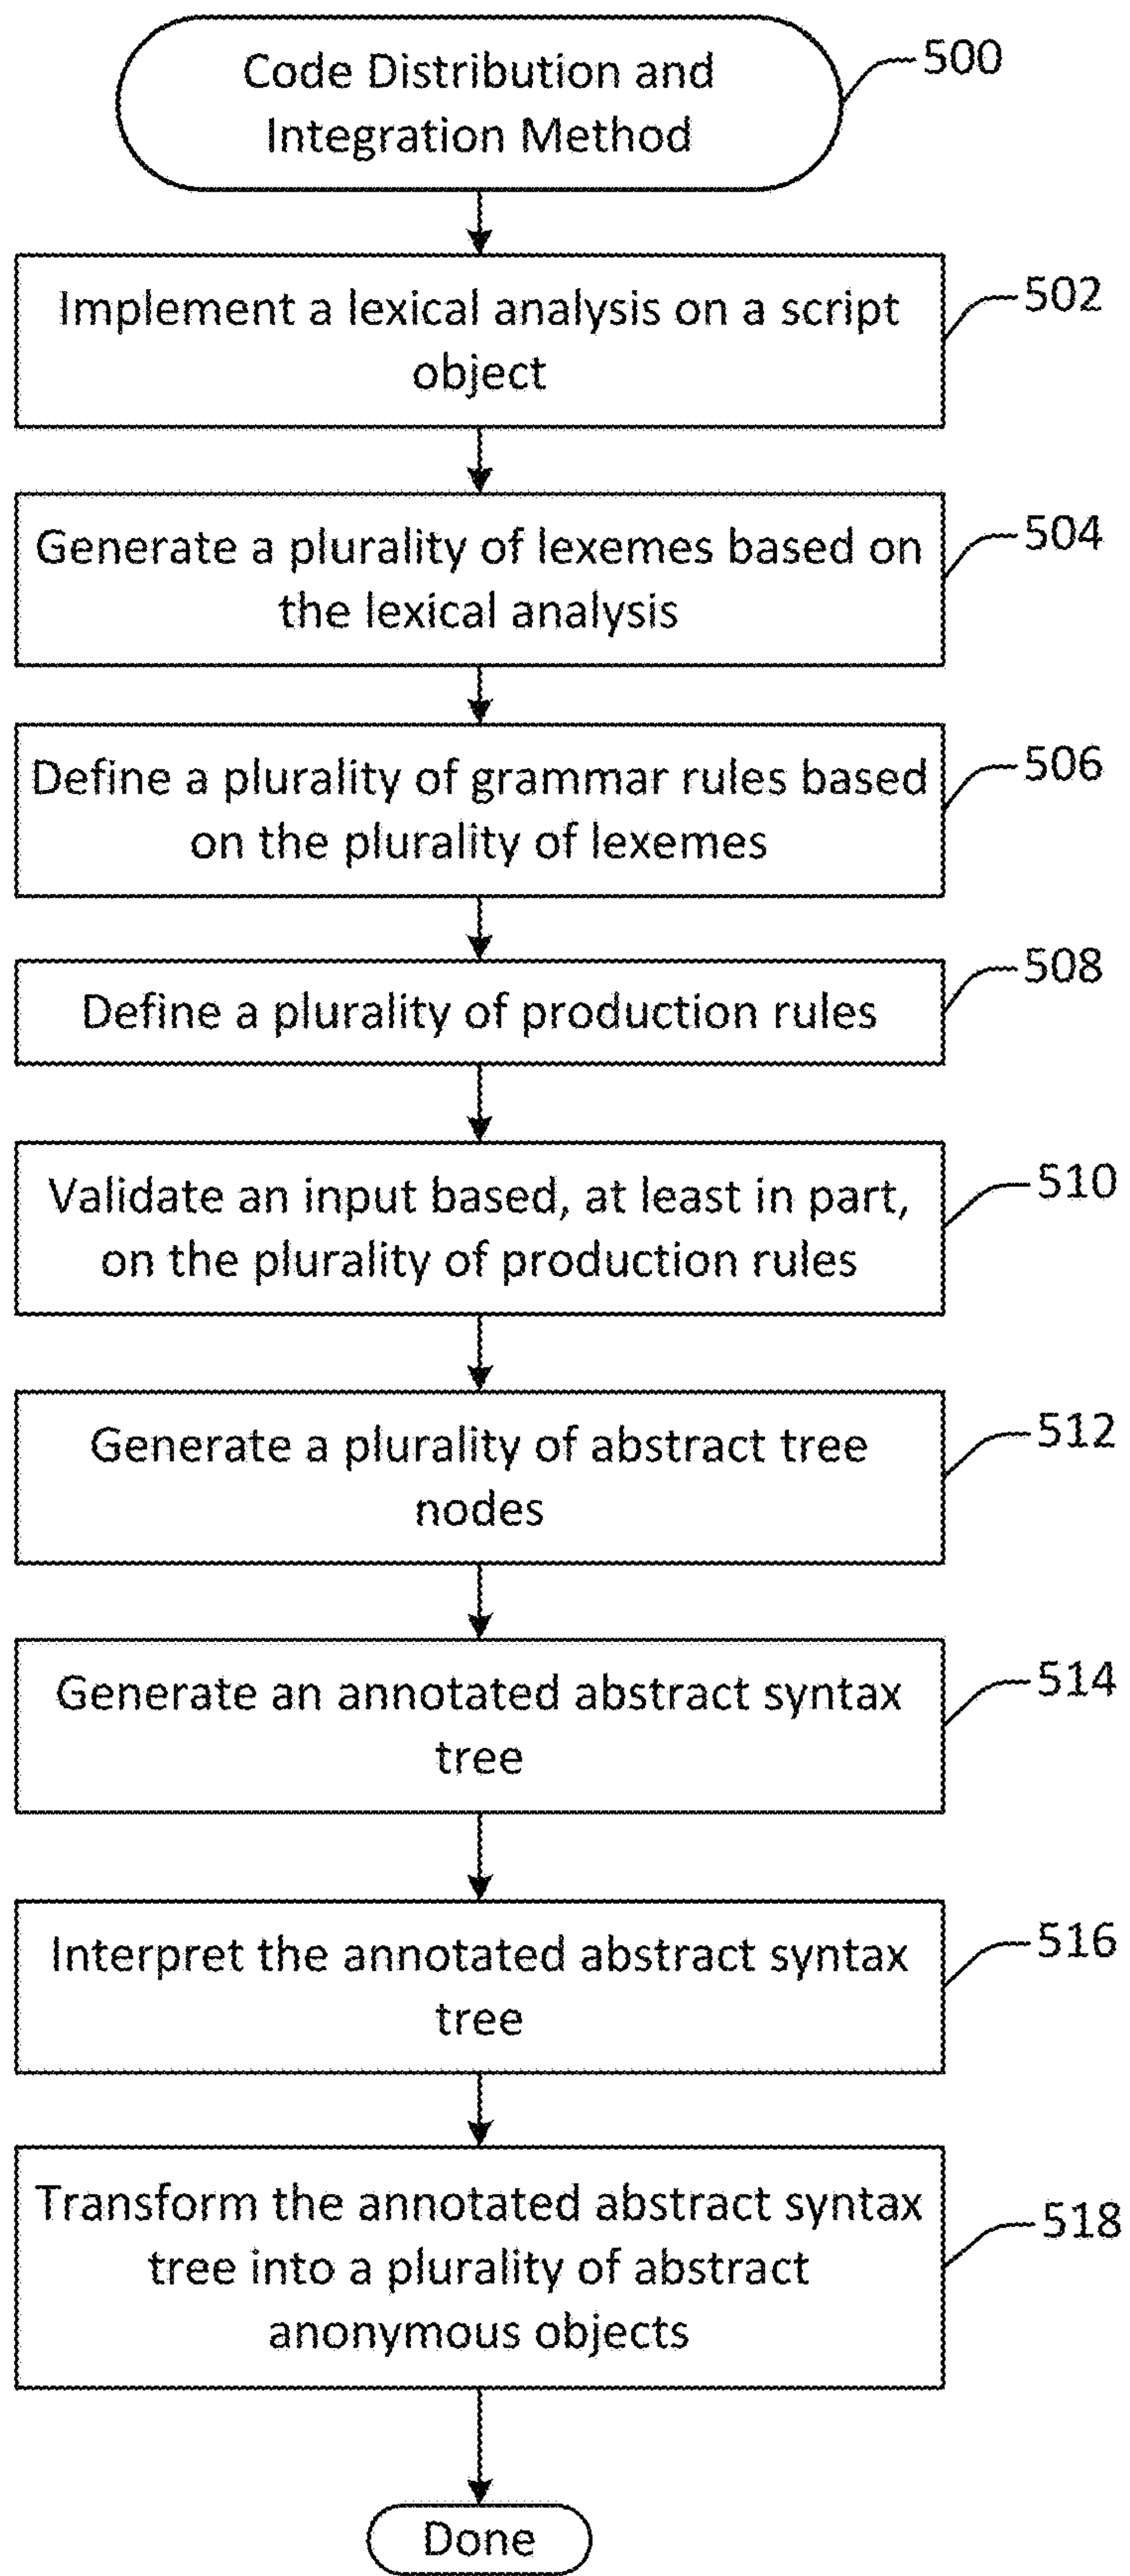 Code Distribution and
Integration Method
500
Implement a lexical analysis on a script
object
502
Generate a plurality of lexemes based on
the lexical analysis
504
Define a plurality of grammar rules based
on the plurality of lexemes
506
Define a plurality of production rules
508
Validate an input based, at least in part,
on the plurality of production rules
510
Generate a plurality of abstract tree
nodes
512
Generate an annotated abstract syntax
tree
514
Interpret the annotated abstract syntax
tree
516
Transform the annotated abstract syntax
tree into a plurality of abstract
anonymous objects
518
Done